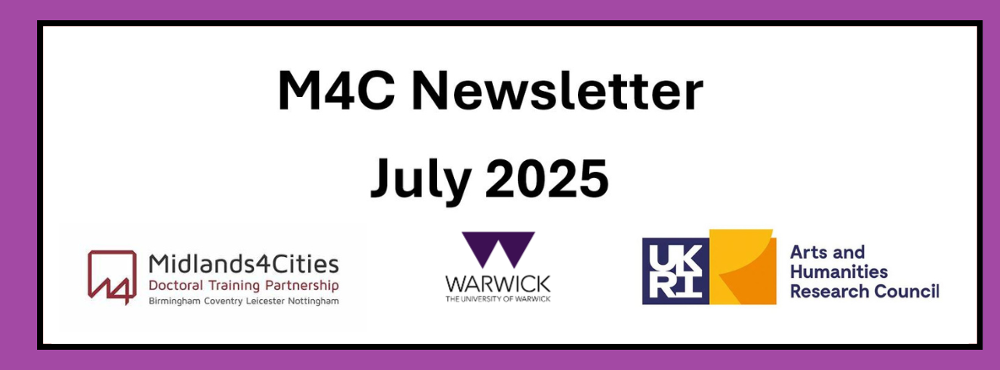 M4C Newsletter
July 2025
Midlands4Cities
Doctoral Training Partnership
Birmingham Coventry Leicester Nottingham
WARWICK
THE UNIVERSITY OF WARWICK
UK
RI
Arts and
Humanities
Research Council